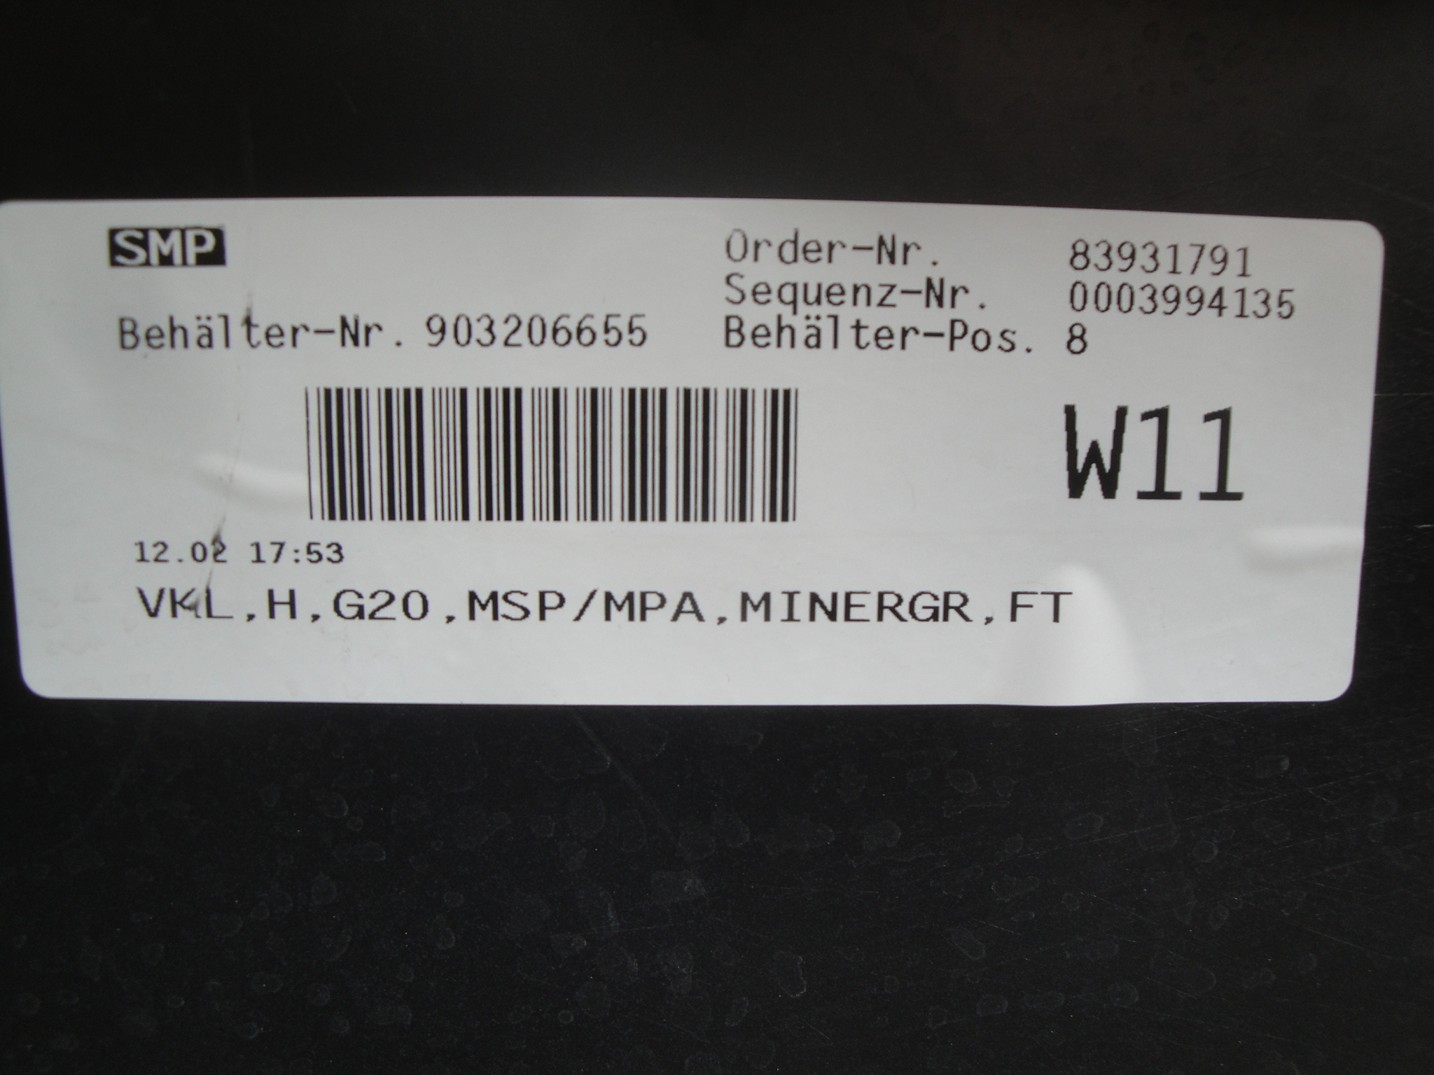 SMP
Order-Nr. 83931791
Sequenz-Nr. 0003994135
Behälter-Nr. 903206655 Behälter-Pos. 8
W11
12.02 17:53
VKL,H,G20,MSP/MPA,MINERGR,FT